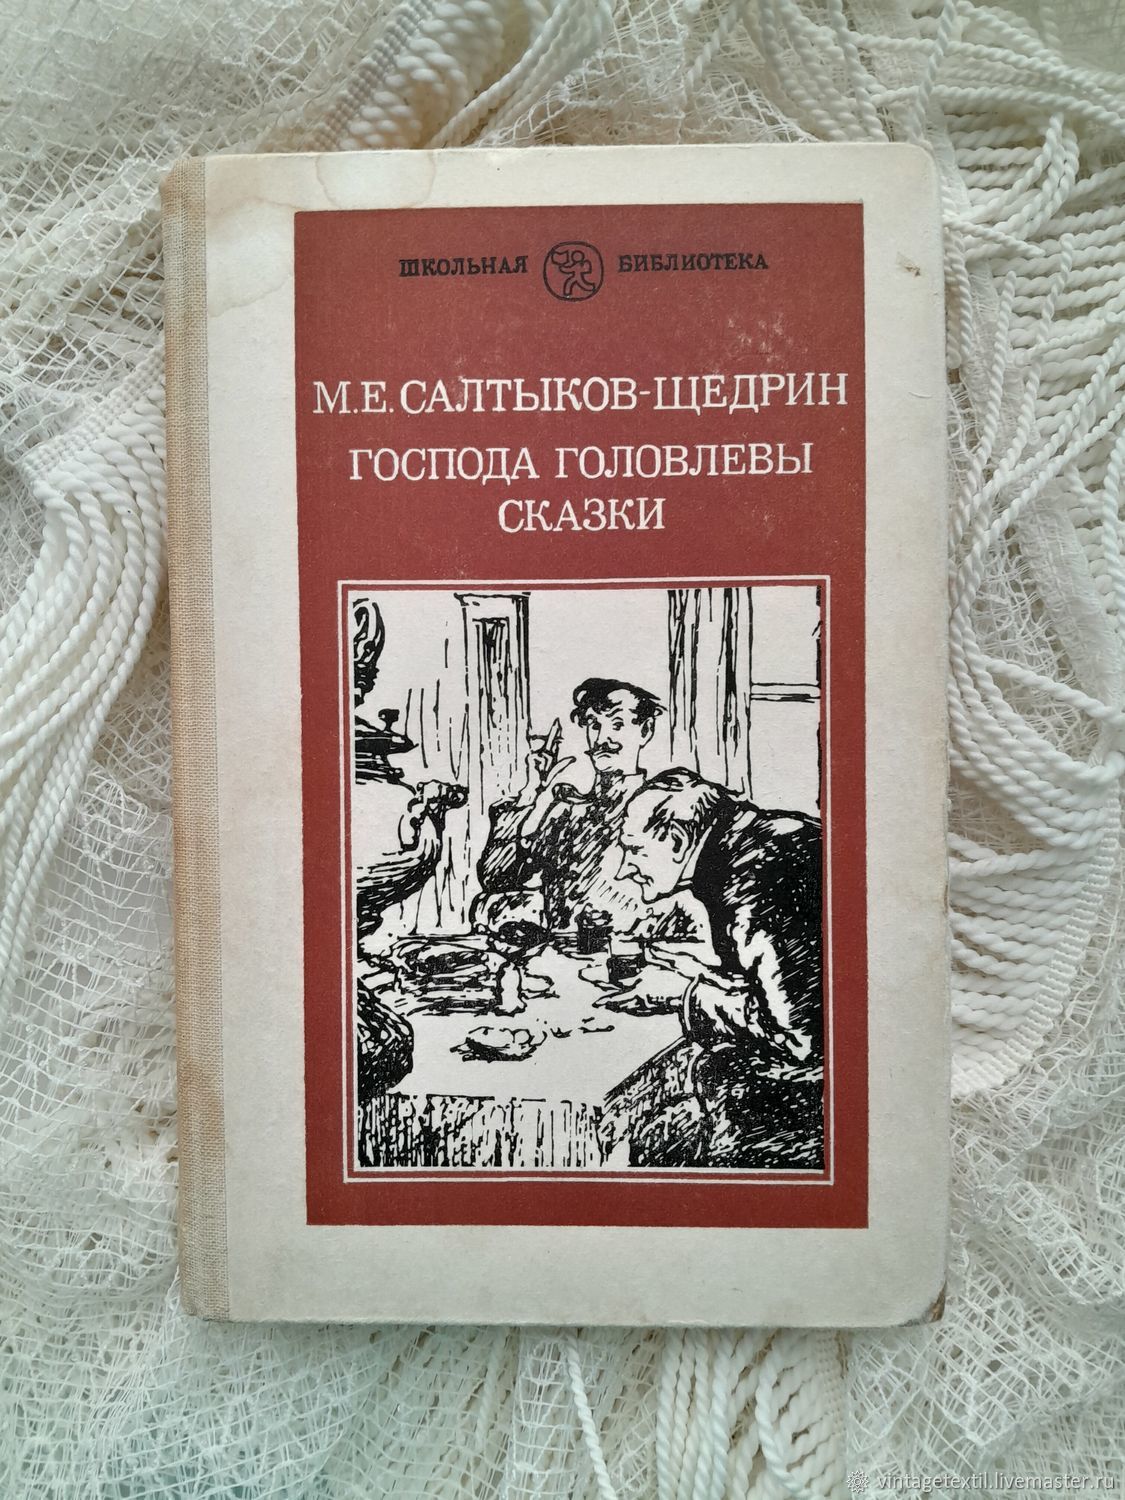 ШКОЛЬНАЯ БИБЛИОТЕКА
М.Е. САЛТЫКОВ-ЩЕДРИН
ГОСПОДА ГОЛОВЛЕВЫ
СКАЗКИ
vintagetextil.livemaster.ru